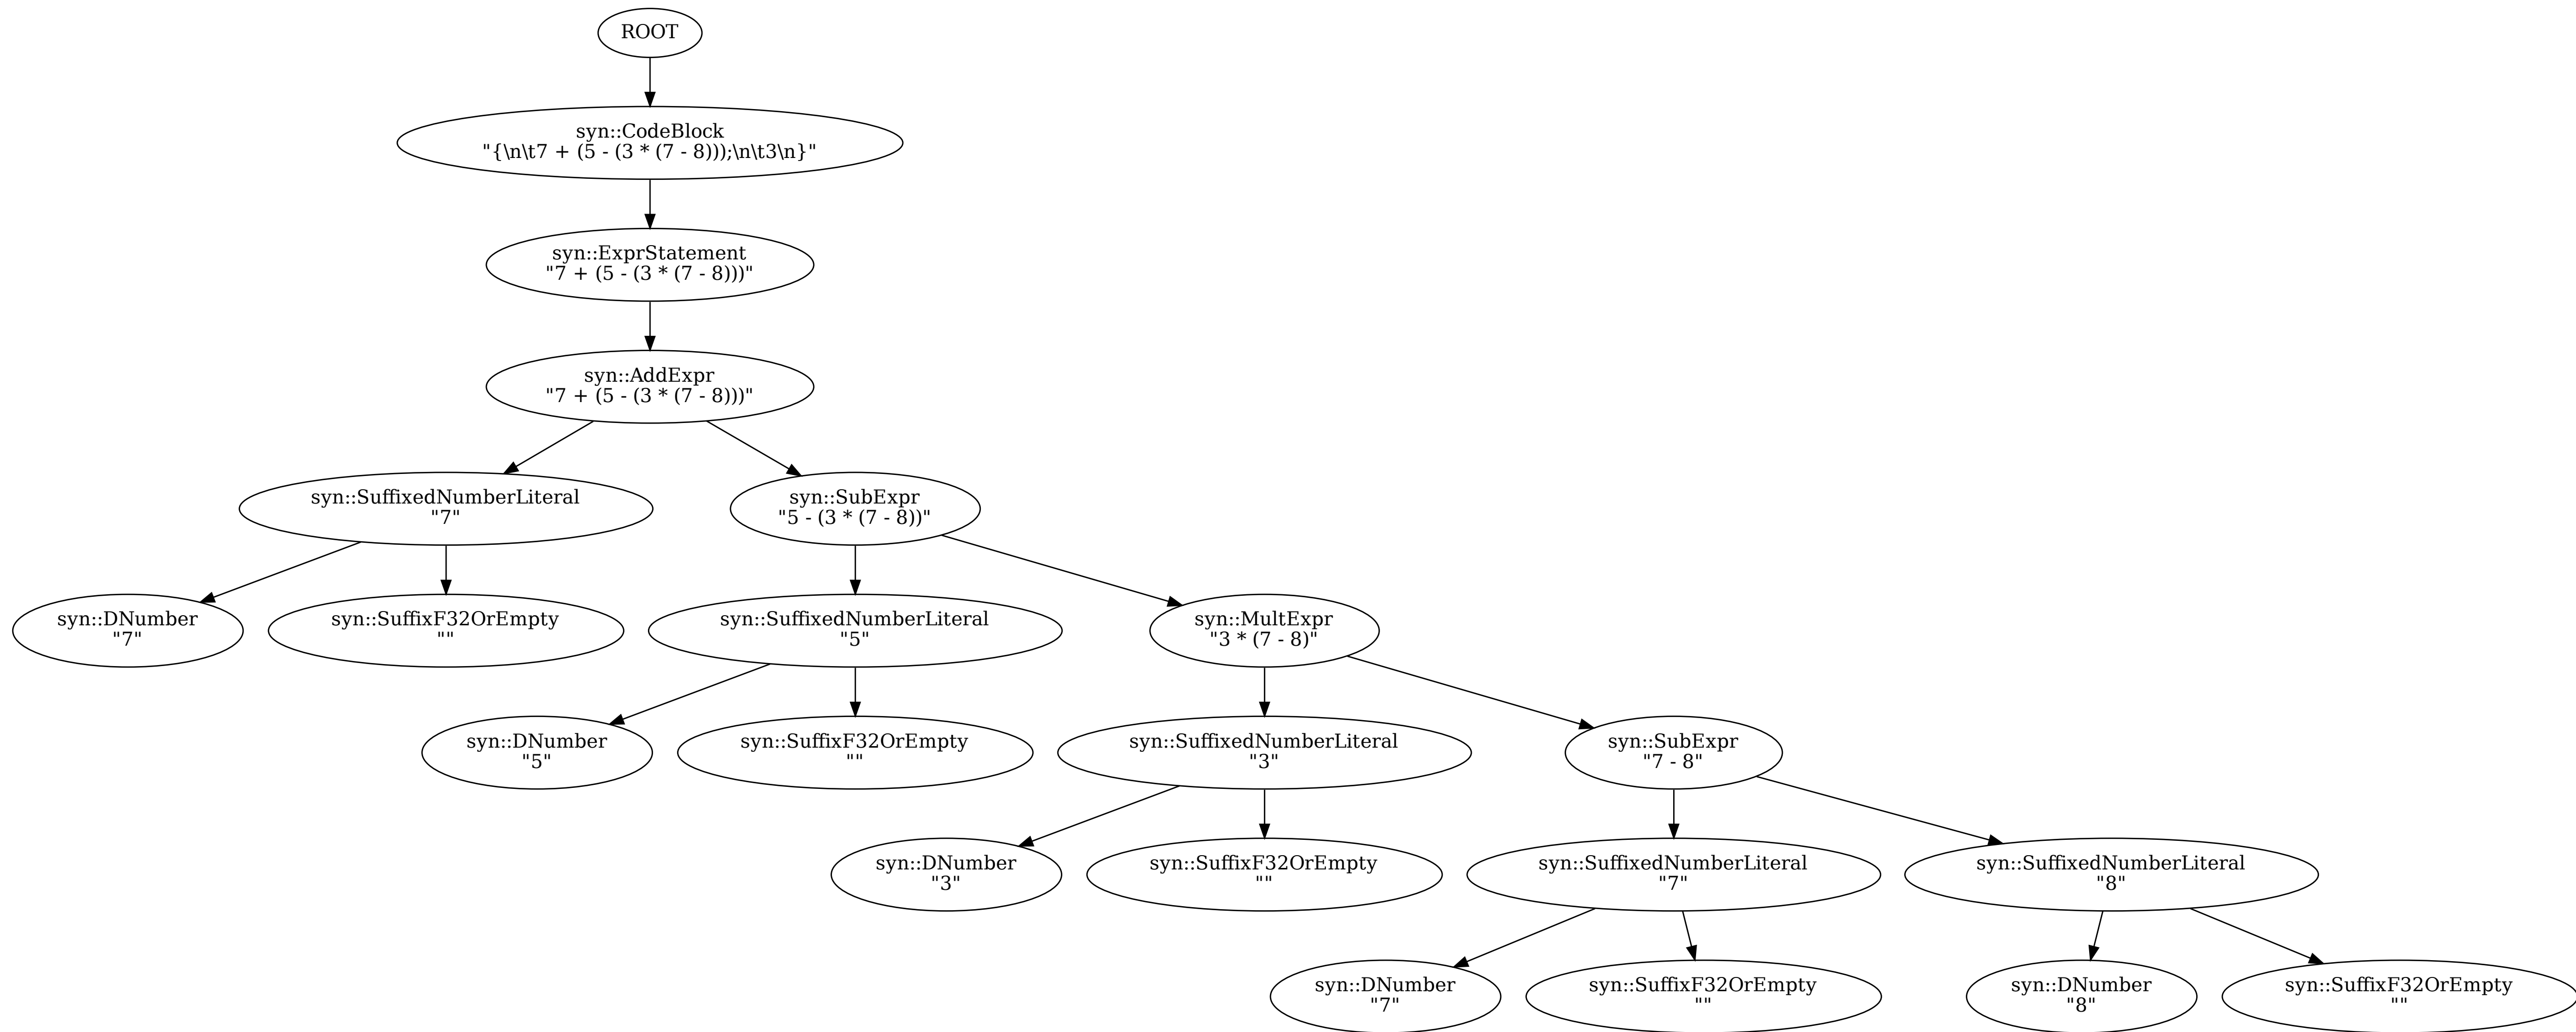 ROOT
syn::CodeBlock
"{\n\t7 + (5 - (3 * (7 - 8)));\n\t3\n}"
syn::ExprStatement
"7 + (5 - (3 * (7 - 8)))"
syn::AddExpr
"7 + (5 - (3 * (7 - 8)))"
syn::SuffixedNumberLiteral
"7"
syn::SubExpr
"5 - (3 * (7 - 8))"
syn::DNumber
"7"
syn::SuffixF32OrEmpty
""
syn::SuffixedNumberLiteral
"5"
syn::MultExpr
"3 * (7 - 8)"
syn::DNumber
"5"
syn::SuffixF32OrEmpty
""
syn::SuffixedNumberLiteral
"3"
syn::SubExpr
"7 - 8"
syn::DNumber
"3"
syn::SuffixF32OrEmpty
""
syn::SuffixedNumberLiteral
"7"
syn::SuffixedNumberLiteral
"8"
syn::DNumber
"7"
syn::SuffixF32OrEmpty
""
syn::DNumber
"8"
syn::SuffixF32OrEmpty
""